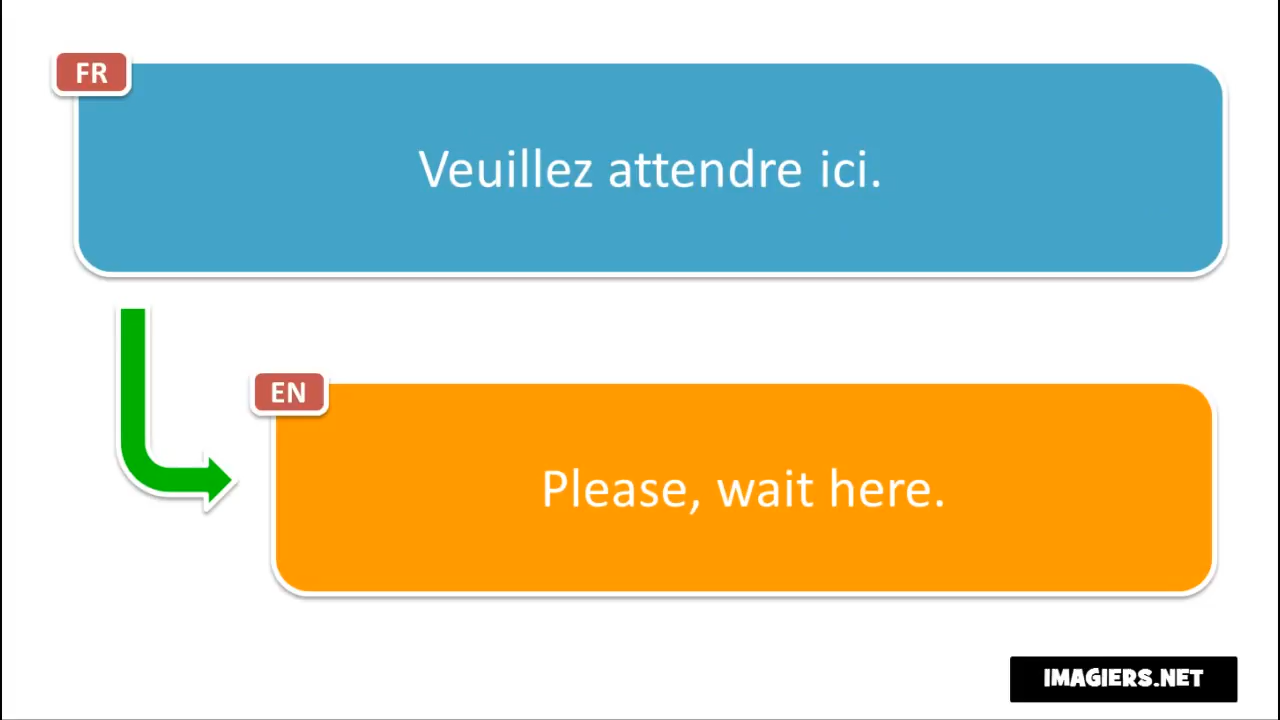 FR
Veuillez attendre ici.
EN
Please, wait here.
IMAGIERS.NET